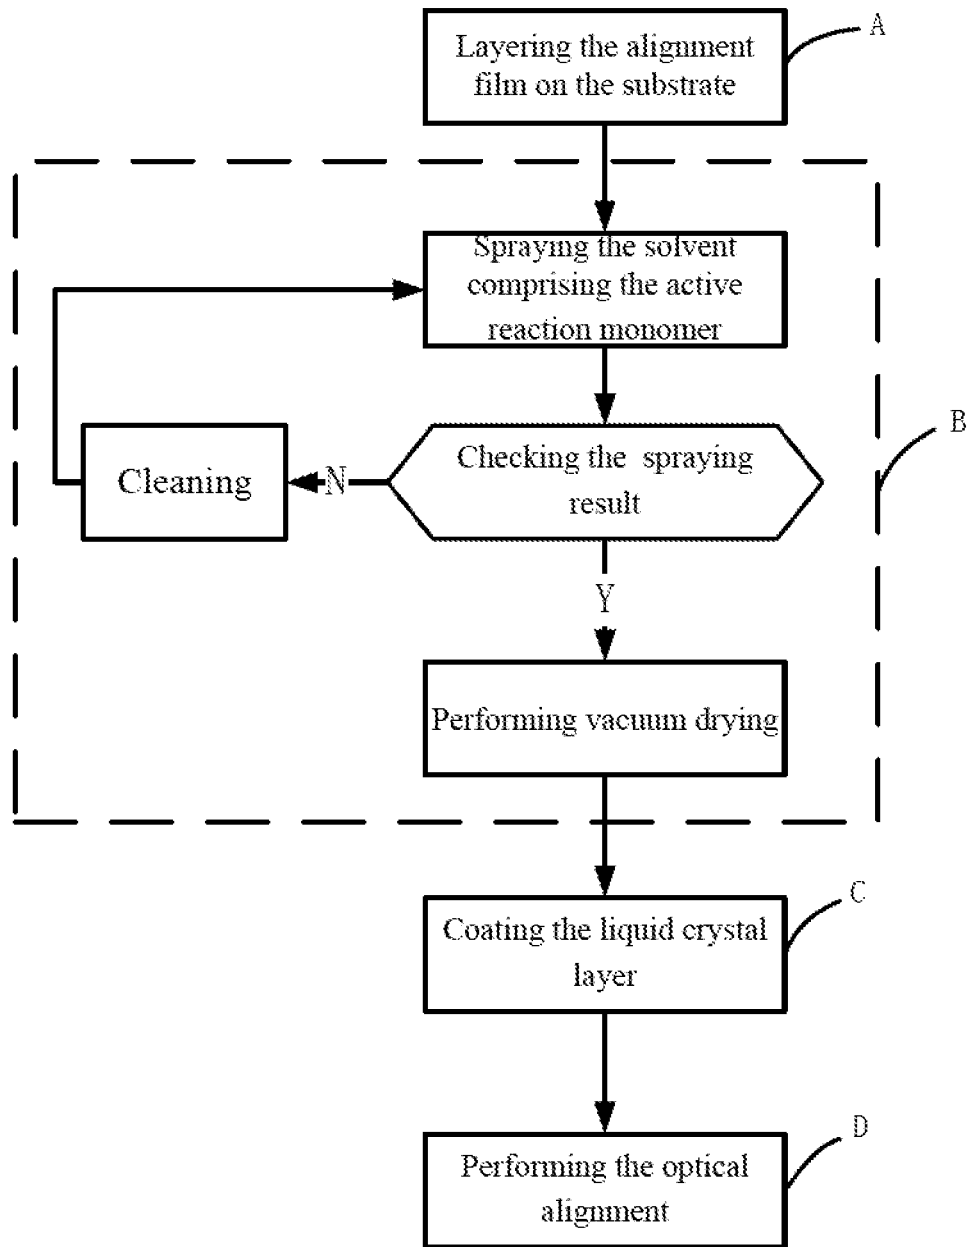 Layering the alignment
film on the substrate
A
Spraying the solvent
comprising the active
reaction monomer
B
Cleaning
N
Checking the spraying
result
Y
Performing vacuum drying
C
Coating the liquid crystal
layer
D
Performing the optical
alignment